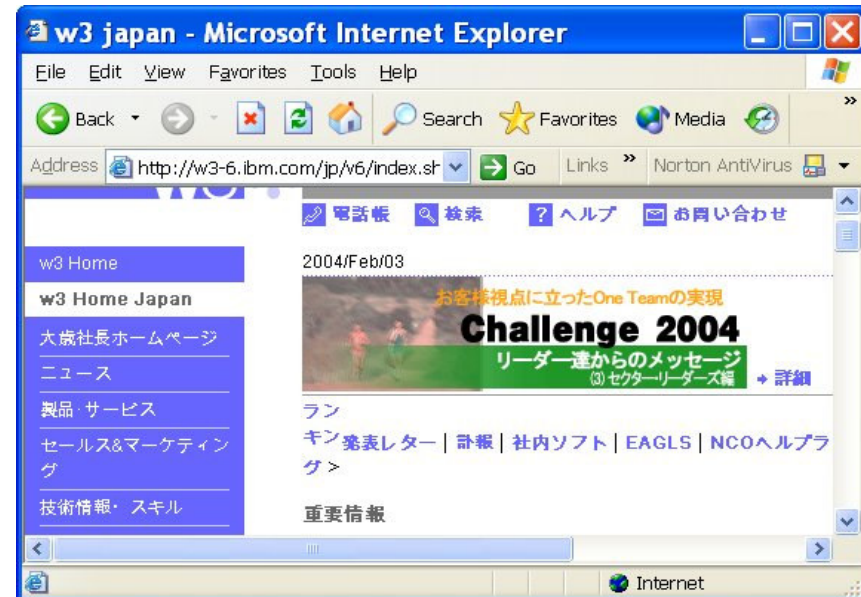 w3 japan - Microsoft Internet Explorer
File Edit View Favorites Tools Help
Back Search Favorites Media »
Address http://w3-6.ibm.com/jp/v6/index.sh Go Links » Norton AntiVirus
w3.
電話帳 検索 ? ヘルプ お問い合わせ
w3 Home
w3 Home Japan
大歳社長ホームページ
ニュース
製品･サービス
セールス&マーケティン
グ
技術情報･ スキル
2004/Feb/03
お客様視点に立ったOne Teamの実現
Challenge 2004
リーダー達からのメッセージ
(3)セクター･リーダーズ編
詳細
ラン
キン
グ >
発表レター | 訃報 | 社内ソフト | EAGLS | NCOヘルプラ
重要情報
Internet